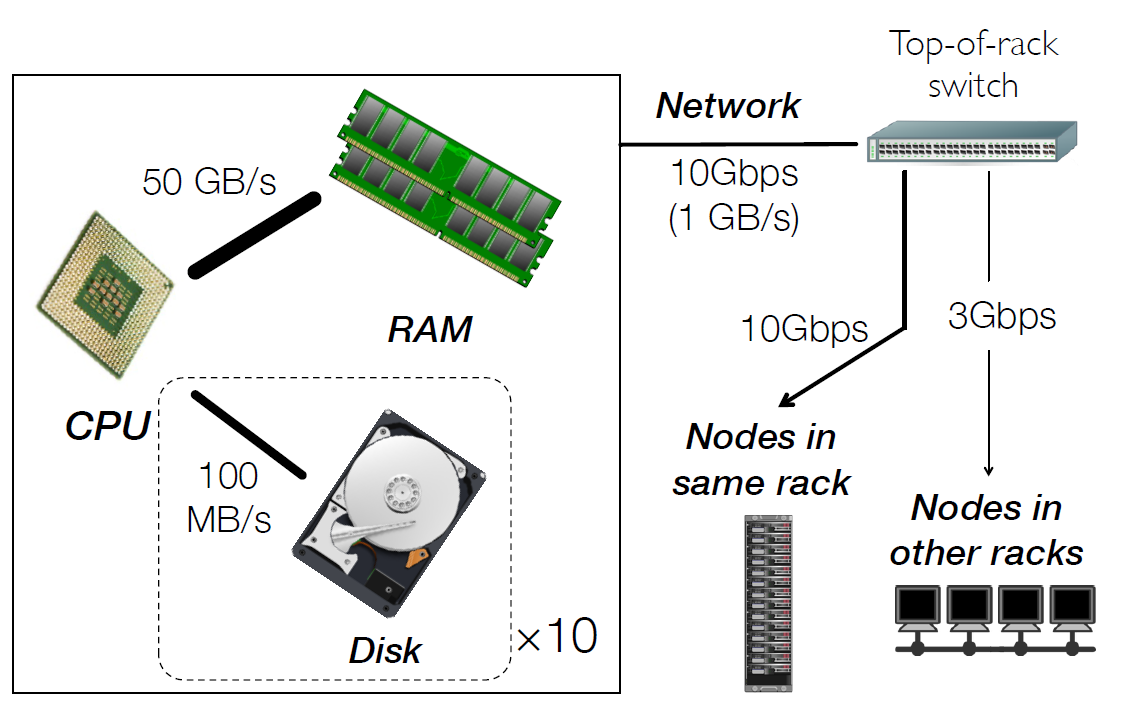 Top-of-rack
switch
Network
10Gbps
(1 GB/s)
50 GB/s
RAM
CPU
100
MB/s
Disk
×10
10Gbps
3Gbps
Nodes in
same rack
Nodes in
other racks